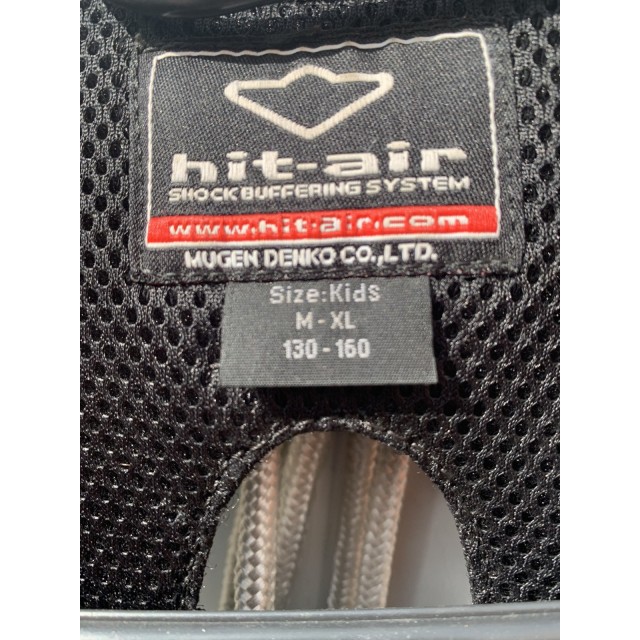 hit-air
SHOCK BUFFERING SYSTEM
www.hit-air.com
MUGEN DENKO CO.,LTD.
Size:Kids
M - XL
130 - 160